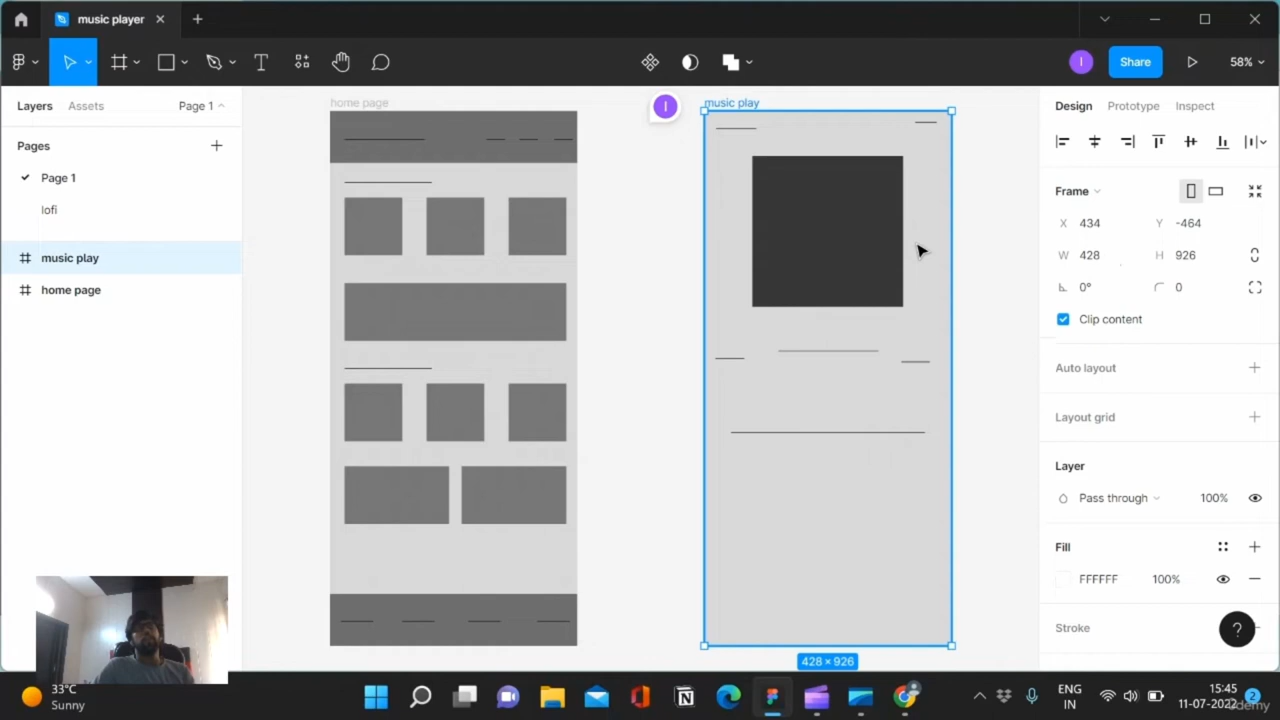 music player
Share
58%
Layers
Assets
Page 1
home page
music play
Design
Prototype
Inspect
Pages
Page 1
lofi
music play
home page
Frame
X 434
Y -464
W 428
H 926
0°
0
Clip content
Auto layout
Layout grid
Layer
Pass through
100%
Fill
FFFFFF
100%
Stroke
?
428 × 926
33°C
Sunny
ENG
IN
15:45
11-07-2022
2
Udemy